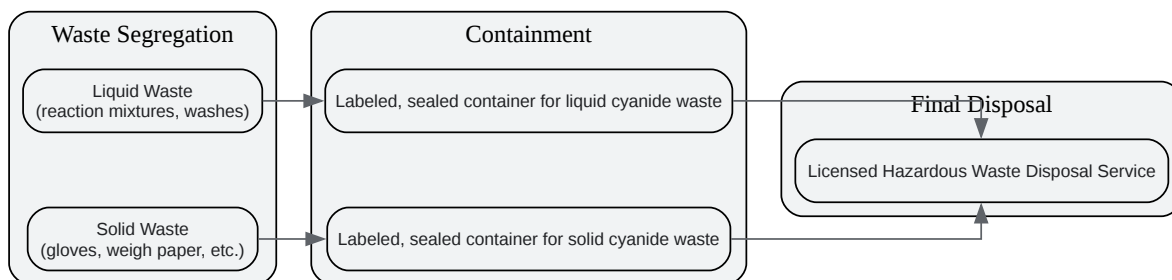 Waste Segregation
Liquid Waste
(reaction mixtures, washes)
Solid Waste
(gloves, weigh paper, etc.)
Containment
Labeled, sealed container for liquid cyanide waste
Labeled, sealed container for solid cyanide waste
Final Disposal
Licensed Hazardous Waste Disposal Service